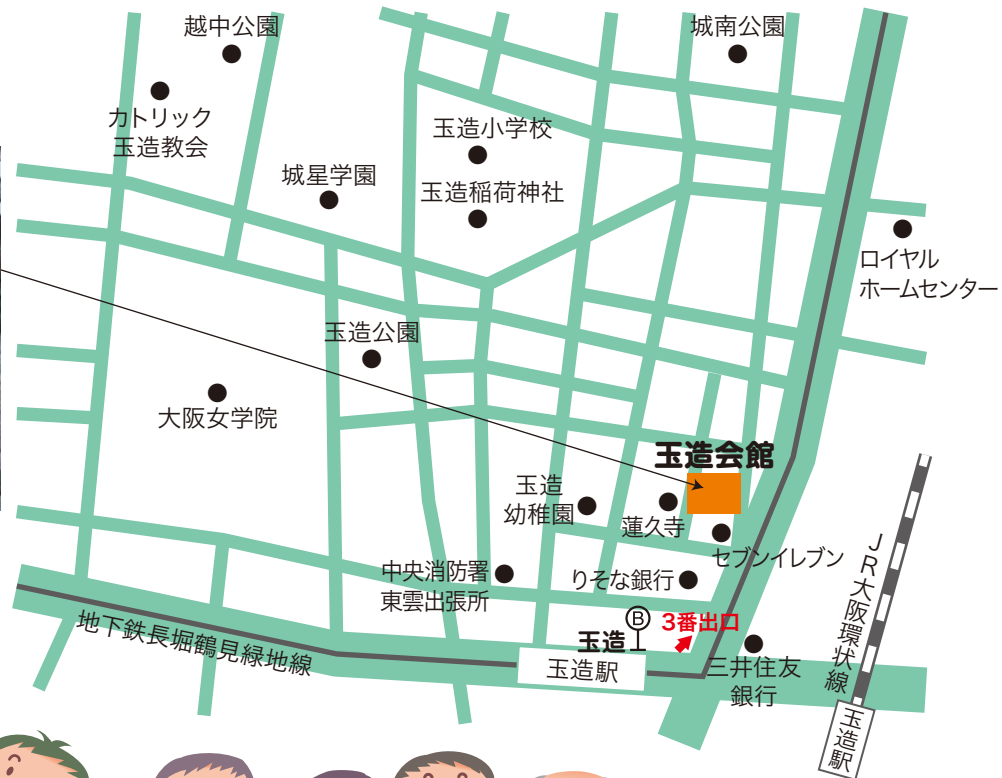 越中公園
城南公園
カトリック
玉造教会
玉造小学校
城星学園
玉造稲荷神社
ロイヤル
ホームセンター
玉造公園
大阪女学院
玉造会館
玉造
幼稚園
蓮久寺
セブンイレブン
JR大阪環状線
中央消防署
東雲出張所
りそな銀行
B
3番出口
玉造
地下鉄長堀鶴見緑地線
玉造駅
三井住友
銀行
玉造駅